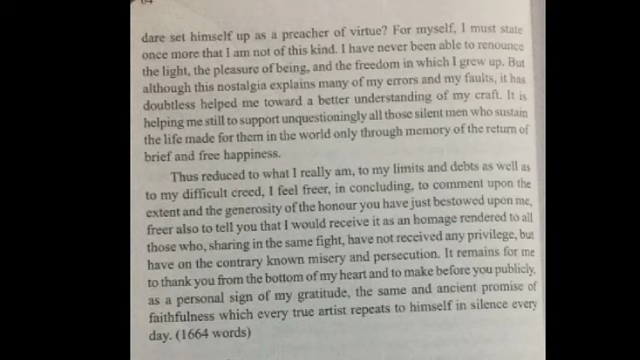 64
dare set himself up as a preacher of virtue? For myself, I must state
once more that I am not of this kind. I have never been able to renounce
the light, the pleasure of being, and the freedom in which I grew up. But
although this nostalgia explains many of my errors and my faults, it has
doubtless helped me toward a better understanding of my craft. It is
helping me still to support unquestioningly all those silent men who sustain
the life made for them in the world only through memory of the return of
brief and free happiness.
Thus reduced to what I really am, to my limits and debts as well as
to my difficult creed, I feel freer, in concluding, to comment upon the
extent and the generosity of the honour you have just bestowed upon me,
freer also to tell you that I would receive it as an homage rendered to all
those who, sharing in the same fight, have not received any privilege, but
have on the contrary known misery and persecution. It remains for me
to thank you from the bottom of my heart and to make before you publicly,
as a personal sign of my gratitude, the same and ancient promise of
faithfulness which every true artist repeats to himself in silence every
day. (1664 words)